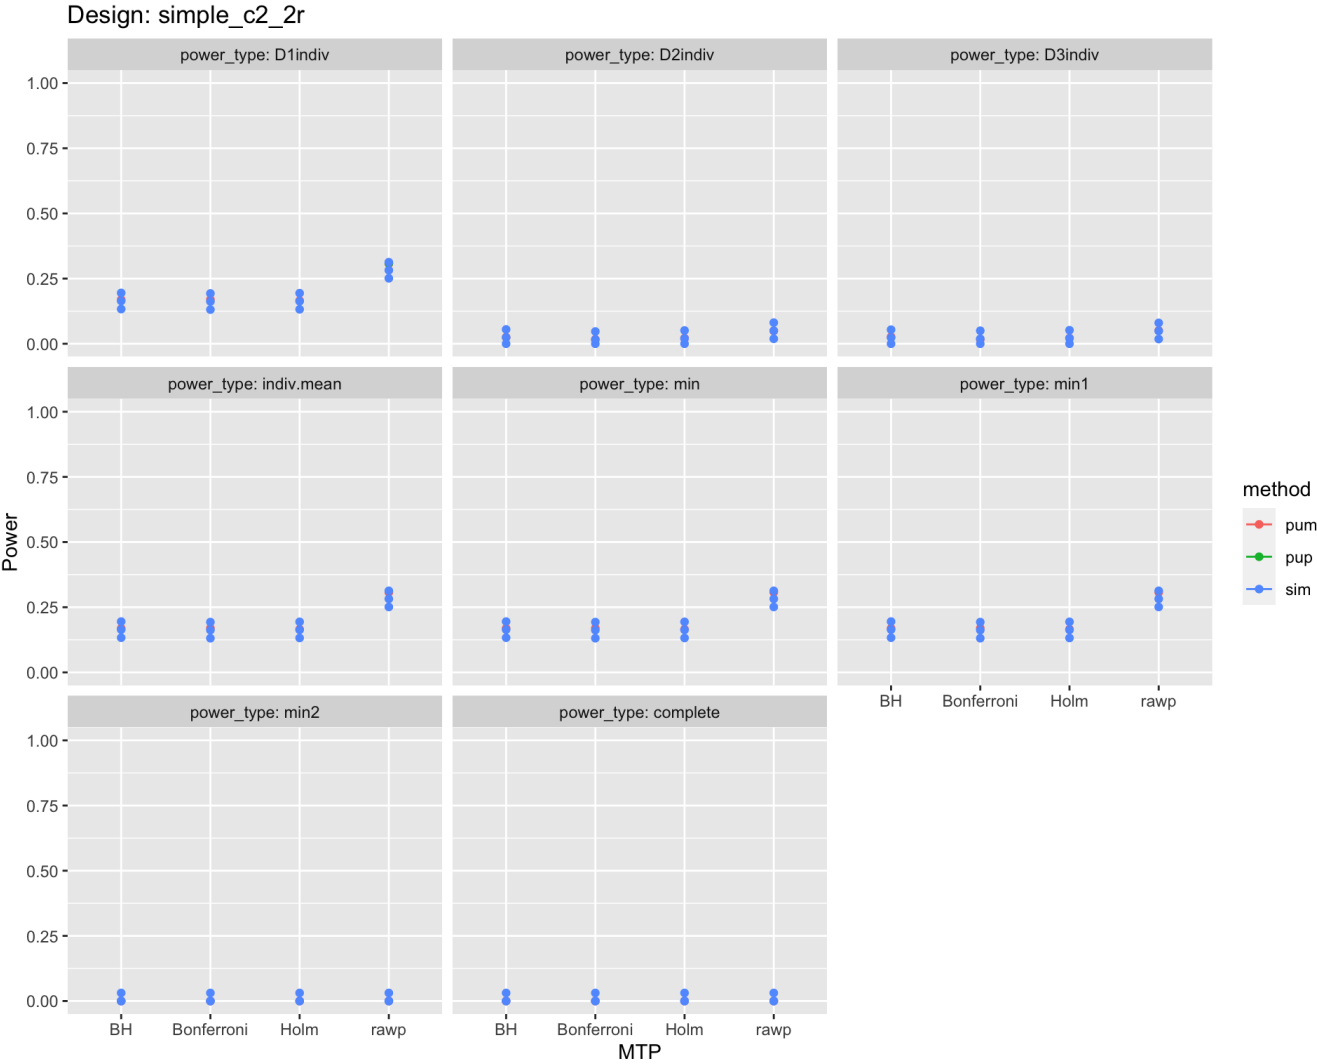 Design: simple_c2_2r
power_type: D1indiv
power_type: D2indiv
power_type: D3indiv
1.00
0.75
0.50
0.25
0.00
power_type: indiv.mean
power_type: min
power_type: min1
1.00
0.75
0.50
0.25
0.00
BH Bonferroni Holm rawp
power_type: min2
power_type: complete
1.00
0.75
0.50
0.25
0.00
BH Bonferroni Holm rawp
BH Bonferroni Holm rawp
MTP
Power
method
pum
pup
sim